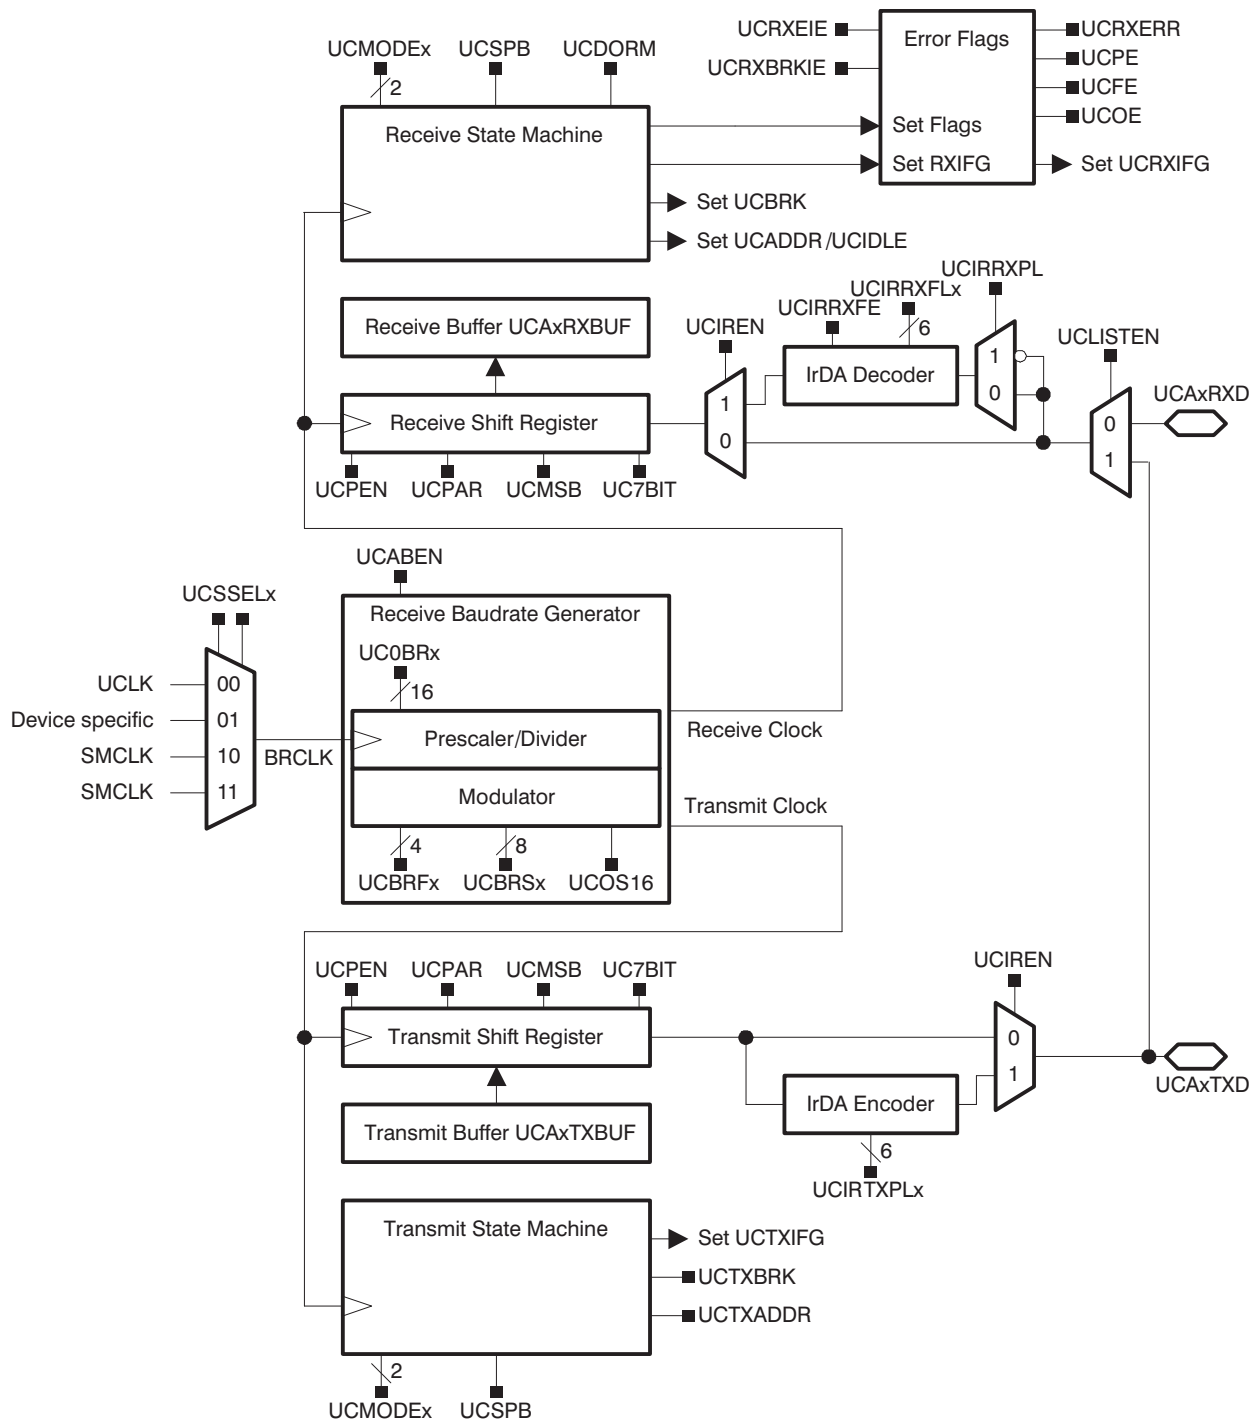 UCMODEx
UCSPB
UCDORM
2
Receive State Machine
UCRXEIE
UCRXBRKIE
Error Flags
UCRXERR
UCPE
UCFE
UCOE
Set Flags
Set RXIFG
Set UCRXIFG
Set UCBRK
Set UCADDR /UCIDLE
Receive Buffer UCAxRXBUF
Receive Shift Register
UCPEN
UCPAR
UCMSB
UC7BIT
UCIREN
1
0
UCIRRXFE
UCIRRXFLx
6
IrDA Decoder
UCIRRXPL
1
0
UCLISTEN
0
1
UCAxRXD
UCABEN
Receive Baudrate Generator
UC0BRx
16
Prescaler/Divider
Modulator
4
8
UCBRFx
UCBRSx
UCOS16
UCSSELx
UCLK
00
Device specific
01
SMCLK
10
SMCLK
11
BRCLK
Receive Clock
Transmit Clock
UCPEN
UCPAR
UCMSB
UC7BIT
Transmit Shift Register
Transmit Buffer UCAxTXBUF
UCIREN
0
1
IrDA Encoder
6
UCIRTXPLx
UCAxTXD
Transmit State Machine
Set UCTXIFG
UCTXBRK
UCTXADDR
2
UCMODEx
UCSPB